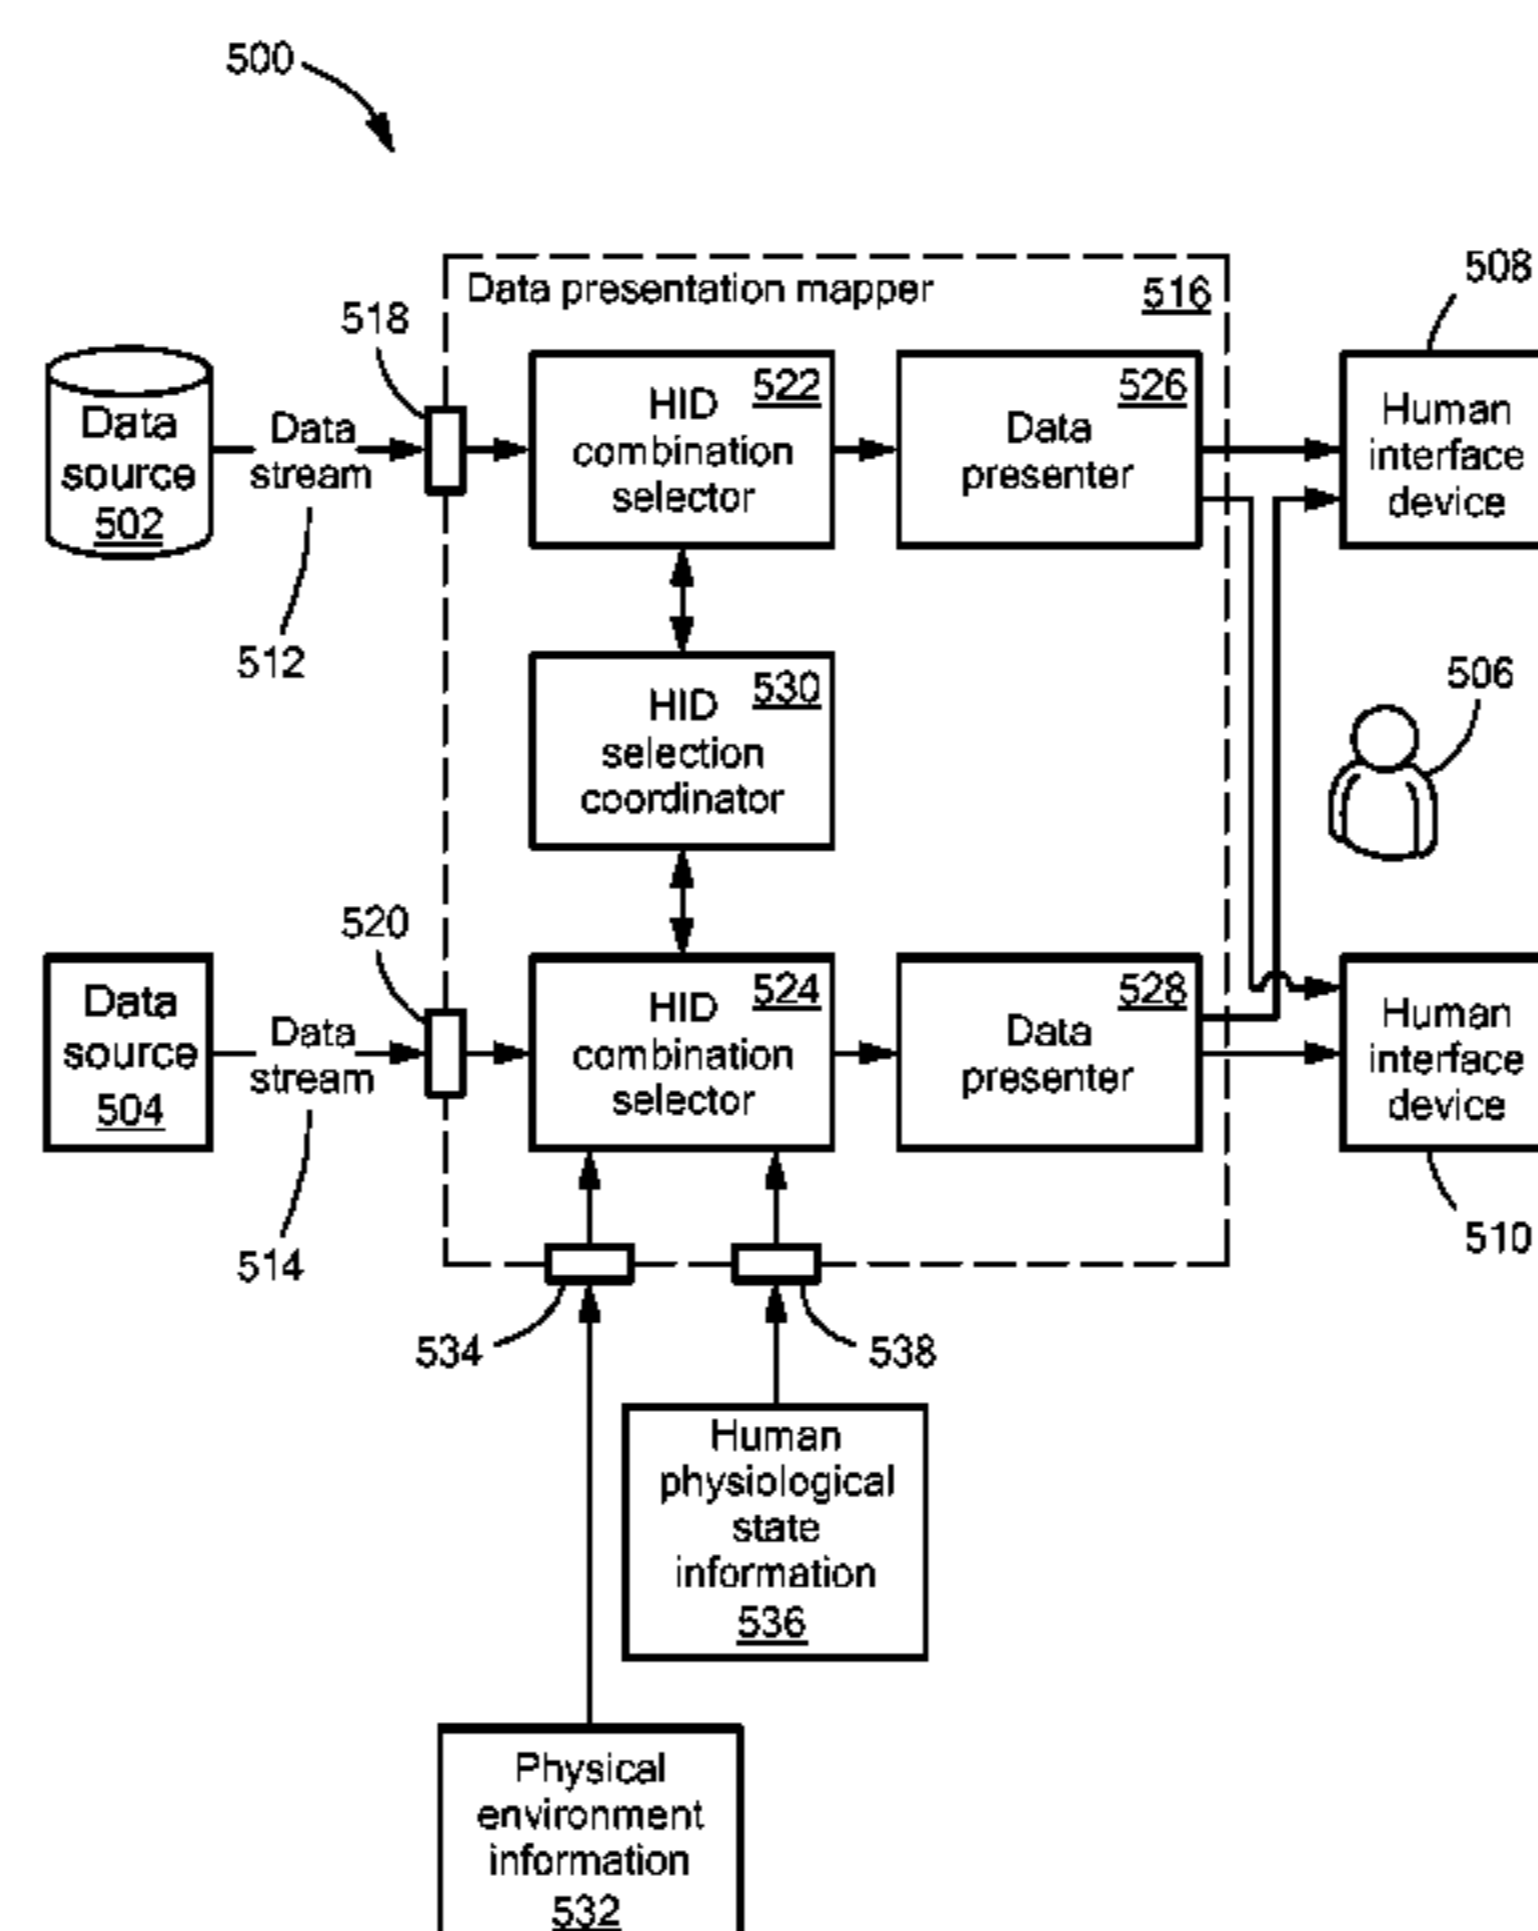 500
Data presentation mapper 516
508
518
Data
source
502
Data
stream
512
HID 522
combination
selector
526
Data
presenter
Human
interface
device
HID 530
selection
coordinator
506
520
Data
source
504
Data
stream
514
HID 524
combination
selector
528
Data
presenter
Human
interface
device
510
534
538
Human
physiological
state
information
536
Physical
environment
information
532